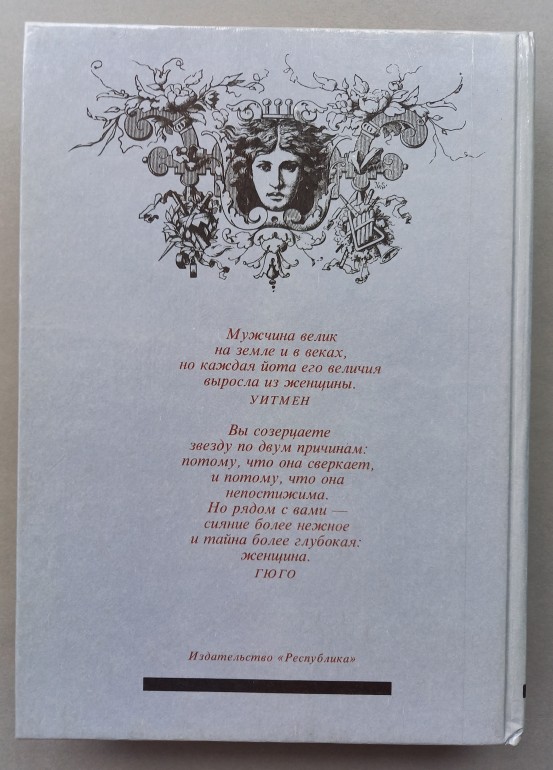 Мужчина велик
на земле и в веках,
но каждая йота его величия
выросла из женщины.
УИТМЕН
Вы созерцаете
звезду по двум причинам:
потому, что она сверкает,
и потому, что она
непостижима.
Но рядом с вами —
сияние более нежное
и тайна более глубокая:
женщина.
ГЮГО
Издательство «Республика»